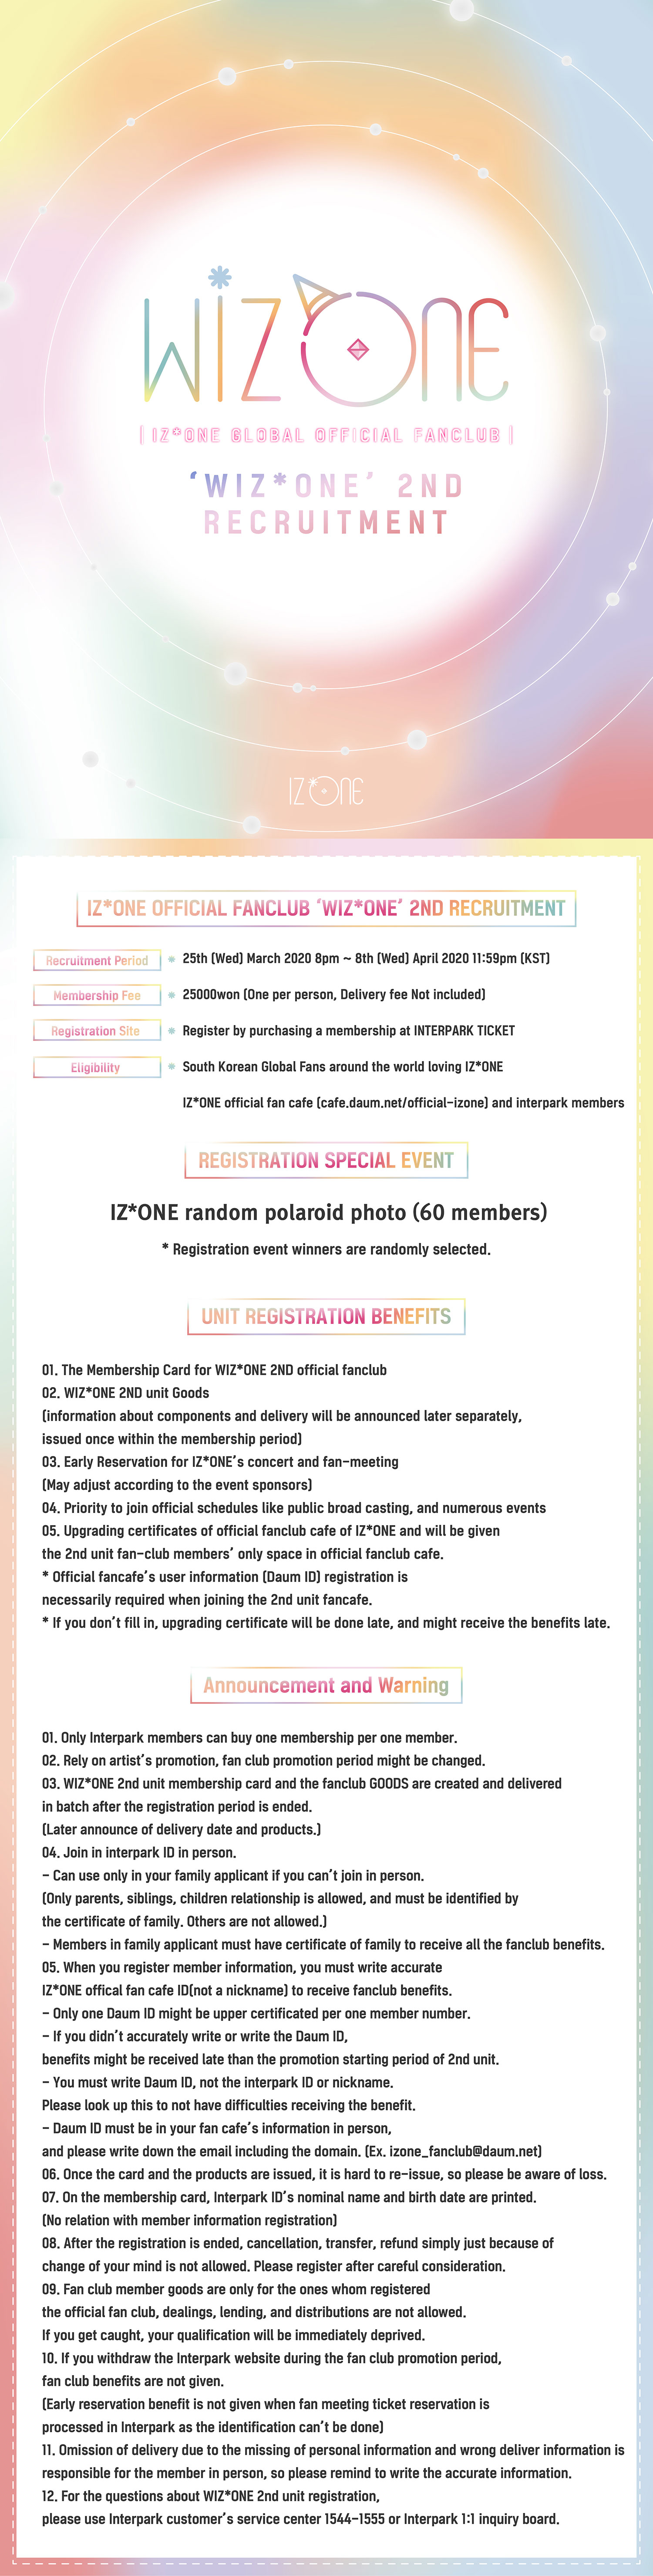 WIZ*ONE
| IZ*ONE GLOBAL OFFICIAL FANCLUB |
‘WIZ*ONE’ 2ND
RECRUITMENT
IZ*ONE
IZ*ONE OFFICIAL FANCLUB ‘WIZ*ONE’ 2ND RECRUITMENT
Recruitment Period * 25th (Wed) March 2020 8pm ~ 8th (Wed) April 2020 11:59pm (KST)
Membership Fee * 25000won (One per person, Delivery fee Not included)
Registration Site * Register by purchasing a membership at INTERPARK TICKET
Eligibility * South Korean Global Fans around the world loving IZ*ONE
IZ*ONE official fan cafe (cafe.daum.net/official-izone) and interpark members
REGISTRATION SPECIAL EVENT
IZ*ONE random polaroid photo (60 members)
* Registration event winners are randomly selected.
UNIT REGISTRATION BENEFITS
01. The Membership Card for WIZ*ONE 2ND official fanclub
02. WIZ*ONE 2ND unit Goods
(information about components and delivery will be announced later separately,
issued once within the membership period)
03. Early Reservation for IZ*ONE’s concert and fan-meeting
(May adjust according to the event sponsors)
04. Priority to join official schedules like public broad casting, and numerous events
05. Upgrading certificates of official fanclub cafe of IZ*ONE and will be given
the 2nd unit fan-club members’ only space in official fanclub cafe.
* Official fancafe’s user information (Daum ID) registration is
necessarily required when joining the 2nd unit fancafe.
* If you don’t fill in, upgrading certificate will be done late, and might receive the benefits late.
Announcement and Warning
01. Only Interpark members can buy one membership per one member.
02. Rely on artist’s promotion, fan club promotion period might be changed.
03. WIZ*ONE 2nd unit membership card and the fanclub GOODS are created and delivered
in batch after the registration period is ended.
(Later announce of delivery date and products.)
04. Join in interpark ID in person.
- Can use only in your family applicant if you can’t join in person.
(Only parents, siblings, children relationship is allowed, and must be identified by
the certificate of family. Others are not allowed.)
- Members in family applicant must have certificate of family to receive all the fanclub benefits.
05. When you register member information, you must write accurate
IZ*ONE offical fan cafe ID(not a nickname) to receive fanclub benefits.
- Only one Daum ID might be upper certificated per one member number.
- If you didn’t accurately write or write the Daum ID,
benefits might be received late than the promotion starting period of 2nd unit.
- You must write Daum ID, not the interpark ID or nickname.
Please look up this to not have difficulties receiving the benefit.
- Daum ID must be in your fan cafe’s information in person,
and please write down the email including the domain. (Ex. izone_fanclub@daum.net)
06. Once the card and the products are issued, it is hard to re-issue, so please be aware of loss.
07. On the membership card, Interpark ID’s nominal name and birth date are printed.
(No relation with member information registration)
08. After the registration is ended, cancellation, transfer, refund simply just because of
change of your mind is not allowed. Please register after careful consideration.
09. Fan club member goods are only for the ones whom registered
the official fan club, dealings, lending, and distributions are not allowed.
If you get caught, your qualification will be immediately deprived.
10. If you withdraw the Interpark website during the fan club promotion period,
fan club benefits are not given.
(Early reservation benefit is not given when fan meeting ticket reservation is
processed in Interpark as the identification can’t be done)
11. Omission of delivery due to the missing of personal information and wrong deliver information is
responsible for the member in person, so please remind to write the accurate information.
12. For the questions about WIZ*ONE 2nd unit registration,
please use Interpark customer’s service center 1544-1555 or Interpark 1:1 inquiry board.